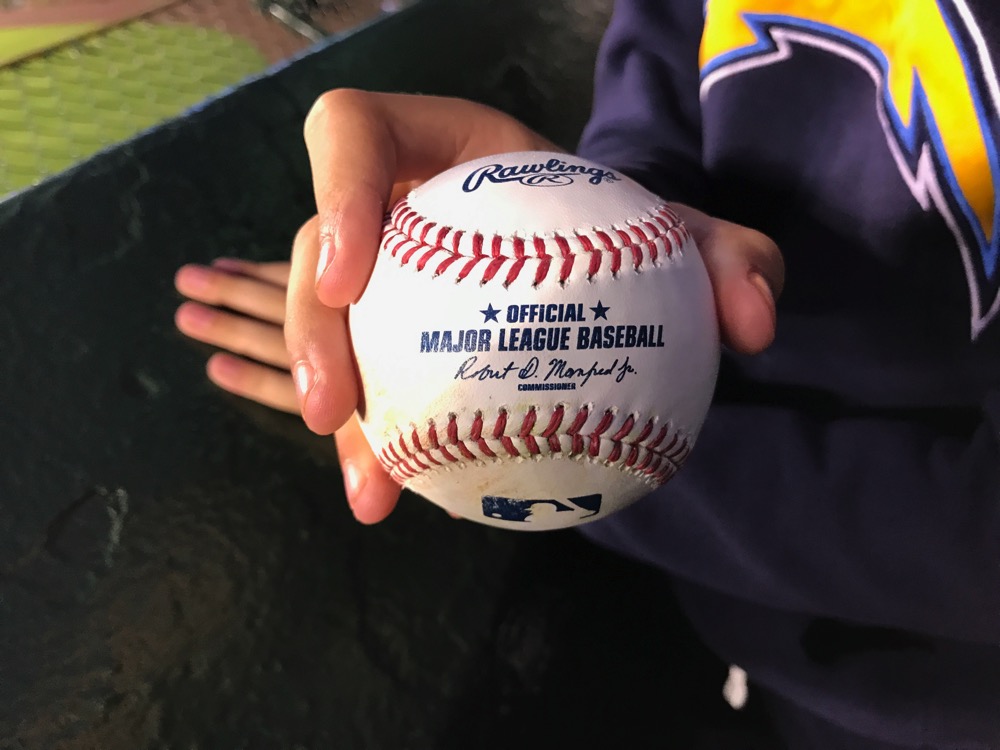 Rawlings
R
★ OFFiCiAL ★
MAJOR LEAGUE BASEBALL
Robert D. Manfred Jr.
COMMISSIONER